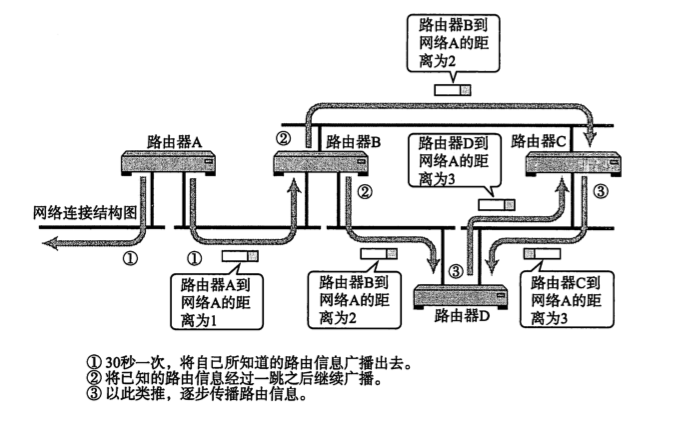 路由器B到
网络A的距
离为2
②
路由器A
路由器B
路由器D到
网络A的距
离为3
路由器C
②
③
网络连接结构图
①
①
③
路由器A到
网络A的距
离为1
路由器B到
网络A的距
离为2
路由器D
路由器C到
网络A的距
离为3
① 30秒一次，将自己所知道的路由信息广播出去。
② 将已知的路由信息经过一跳之后继续广播。
③ 以此类推，逐步传播路由信息。